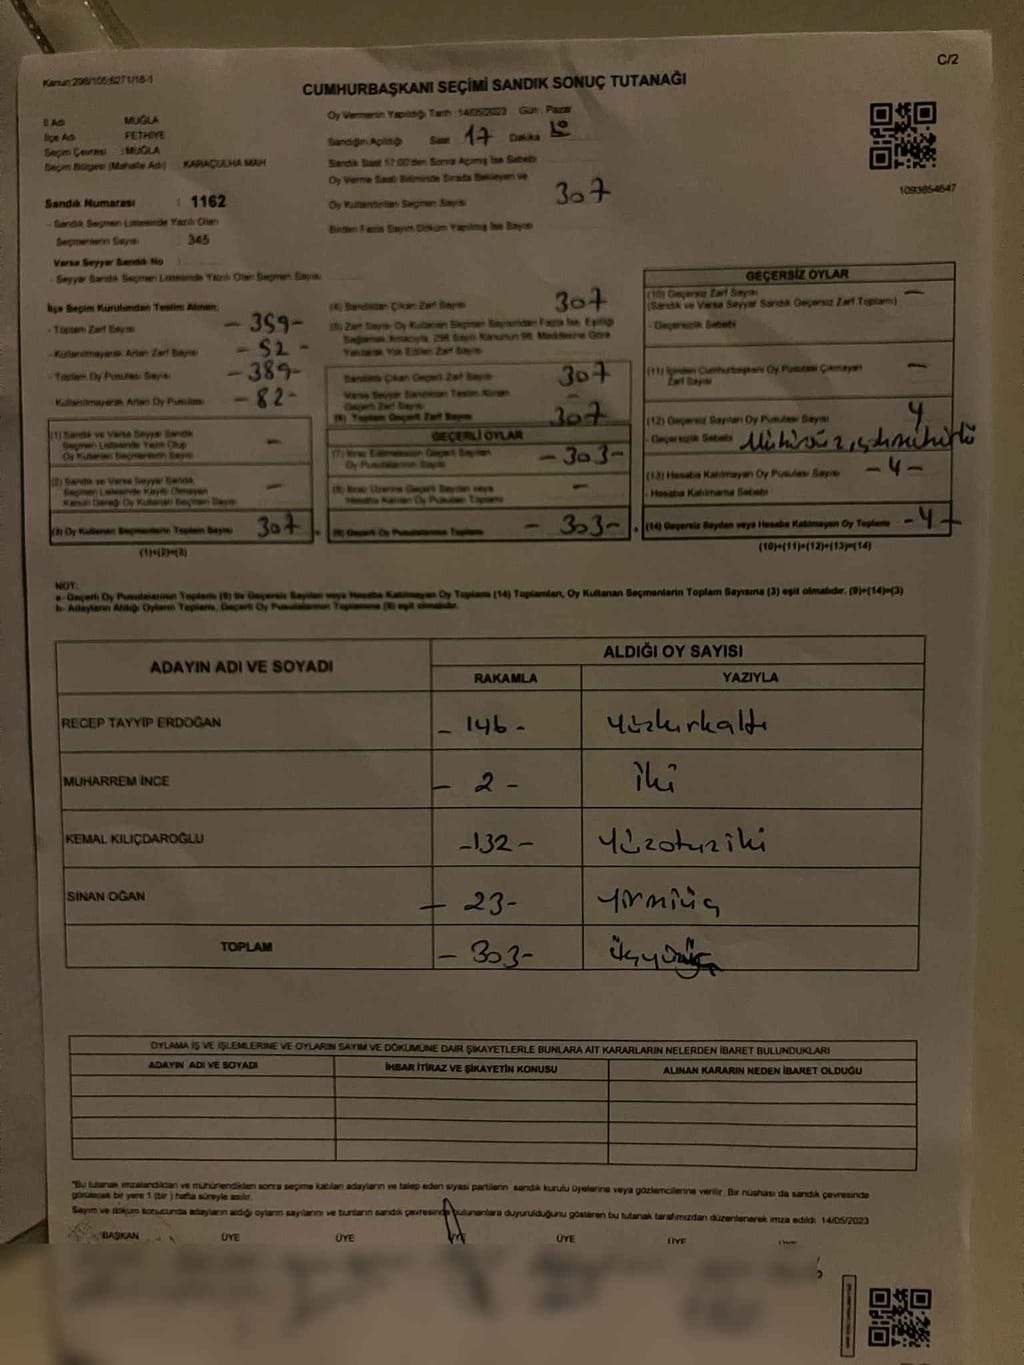 Kanun:298/105;6271/18-1
C/2
CUMHURBAŞKANI SEÇİMİ SANDIK SONUÇ TUTANAĞI
İl Adı MUĞLA
İlçe Adı FETHİYE
Seçim Çevresi :MUĞLA
Seçim Bölgesi (Mahalle Adı) KARAÇULHA MAH
Sandık Numarası : 1162
- Sandık Seçmen Listesinde Yazılı Olan
Seçmenlerin Sayısı : 345
Varsa Seyyar Sandık No
- Seyyar Sandık Seçmen Listesinde Yazılı Olan Seçmen Sayısı
Oy Vermenin Yapıldığı Tarih :14/05/2023 Gün : Pazar
Sandığın Açıldığı Saat 17 Dakika
Sandık Saat 17:00'den Sonra Açılmış İse Sebebi
Oy Verme Saati Bitiminde Sırada Bekleyen ve
Oy Kullandırılan Seçmen Sayısı 307
Birden Fazla Sayım Döküm Yapılmış İse Sayısı
1093854647
İlçe Seçim Kurulundan Teslim Alınan;
- Toplam Zarf Sayısı - 359-
- Kullanılmayarak Artan Zarf Sayısı - 52 -
- Toplam Oy Pusulası Sayısı - 389-
- Kullanılmayarak Artan Oy Pusulası - 82 -
(1) Sandık ve Varsa Seyyar Sandık
Seçmen Listesinde Yazılı Olup
Oy Kullanan Seçmenlerin Sayısı -
(2) Sandık ve Varsa Seyyar Sandık
Seçmen Listesinde Kayıtlı Olmayan
Kanun Gereği Oy Kullanan Seçmen Sayısı -
(3) Oy Kullanan Seçmenlerin Toplam Sayısı 307
(1)+(2)=(3)
(4) Sandıktan Çıkan Zarf Sayısı 307
(5) Zarf Sayısı Oy Kullanan Seçmen Sayısından Fazla İse, Eşitliği
Sağlamak Amacıyla, 298 Sayılı Kanunun 98. Maddesine Göre
Yakılarak Yok Edilen Zarf Sayısı
Sandıkta Çıkan Geçerli Zarf Sayısı 307
Varsa Seyyar Sandıktan Teslim Alınan
Geçerli Zarf Sayısı -
(6) Toplam Geçerli Zarf Sayısı 307
GEÇERLİ OYLAR
(7) İtiraz Edilmeksizin Geçerli Sayılan
Oy Pusulalarının Sayısı - 303 -
(8) İtiraz Üzerine Geçerli Sayılan veya
Hesaba Katılan Oy Pusulaları Toplamı -
(9) Geçerli Oy Pusulalarının Toplamı - 303 -
GEÇERSİZ OYLAR
(10) Geçersiz Zarf Sayısı -
(Sandık ve Varsa Seyyar Sandık Geçersiz Zarf Toplamı)
- Geçersizlik Sebebi
(11) İçinden Cumhurbaşkanı Oy Pusulası Çıkmayan
Zarf Sayısı -
(12) Geçersiz Sayılan Oy Pusulası Sayısı 4
- Geçersizlik Sebebi
(13) Hesaba Katılmayan Oy Pusulası Sayısı - 4 -
- Hesaba Katılmama Sebebi
(14) Geçersiz Sayılan veya Hesaba Katılmayan Oy Toplamı - 4 -
(10)+(11)+(12)+(13)=(14)
NOT:
a- Geçerli Oy Pusulalarının Toplamı (9) ile Geçersiz Sayılan veya Hesaba Katılmayan Oy Toplamı (14) Toplamları, Oy Kullanan Seçmenlerin Toplam Sayısına (3) eşit olmalıdır. (9)+(14)=(3)
b- Adayların Aldığı Oyların Toplamı, Geçerli Oy Pusulalarının Toplamına (9) eşit olmalıdır.
ADAYIN ADI VE SOYADI
ALDIĞI OY SAYISI
RAKAMLA YAZIYLA
RECEP TAYYİP ERDOĞAN - 146 - yüzkırkaltı
MUHARREM İNCE - 2 - iki
KEMAL KILIÇDAROĞLU -132 - yüzotuziki
SİNAN OĞAN - 23- yirmiüç
TOPLAM - 303- üçyüzüç
OYLAMA İŞ VE İŞLEMLERİNE VE OYLARIN SAYIM VE DÖKÜMÜNE DAİR ŞİKAYETLERLE BUNLARA AİT KARARLARIN NELERDEN İBARET BULUNDUKLARI
ADAYIN ADI VE SOYADI İHBAR İTİRAZ VE ŞİKAYETİN KONUSU ALINAN KARARIN NEDEN İBARET OLDUĞU
*Bu tutanak imzalandıktan ve mühürlendikten sonra seçime katılan adayların ve talep eden siyasi partilerin sandık kurulu üyelerine veya gözlemcilerine verilir. Bir nüshası da sandık çevresinde
görülecek bir yere 1 (bir ) hafta süreyle asılır.
Sayım ve döküm sonucunda adayların aldığı oyların sayılarını ve bunların sandık çevresinde bulunanlara duyurulduğunu gösteren bu tutanak tarafımızdan düzenlenerek imza edildi. 14/05/2023
BAŞKAN ÜYE ÜYE ÜYE ÜYE ÜYE